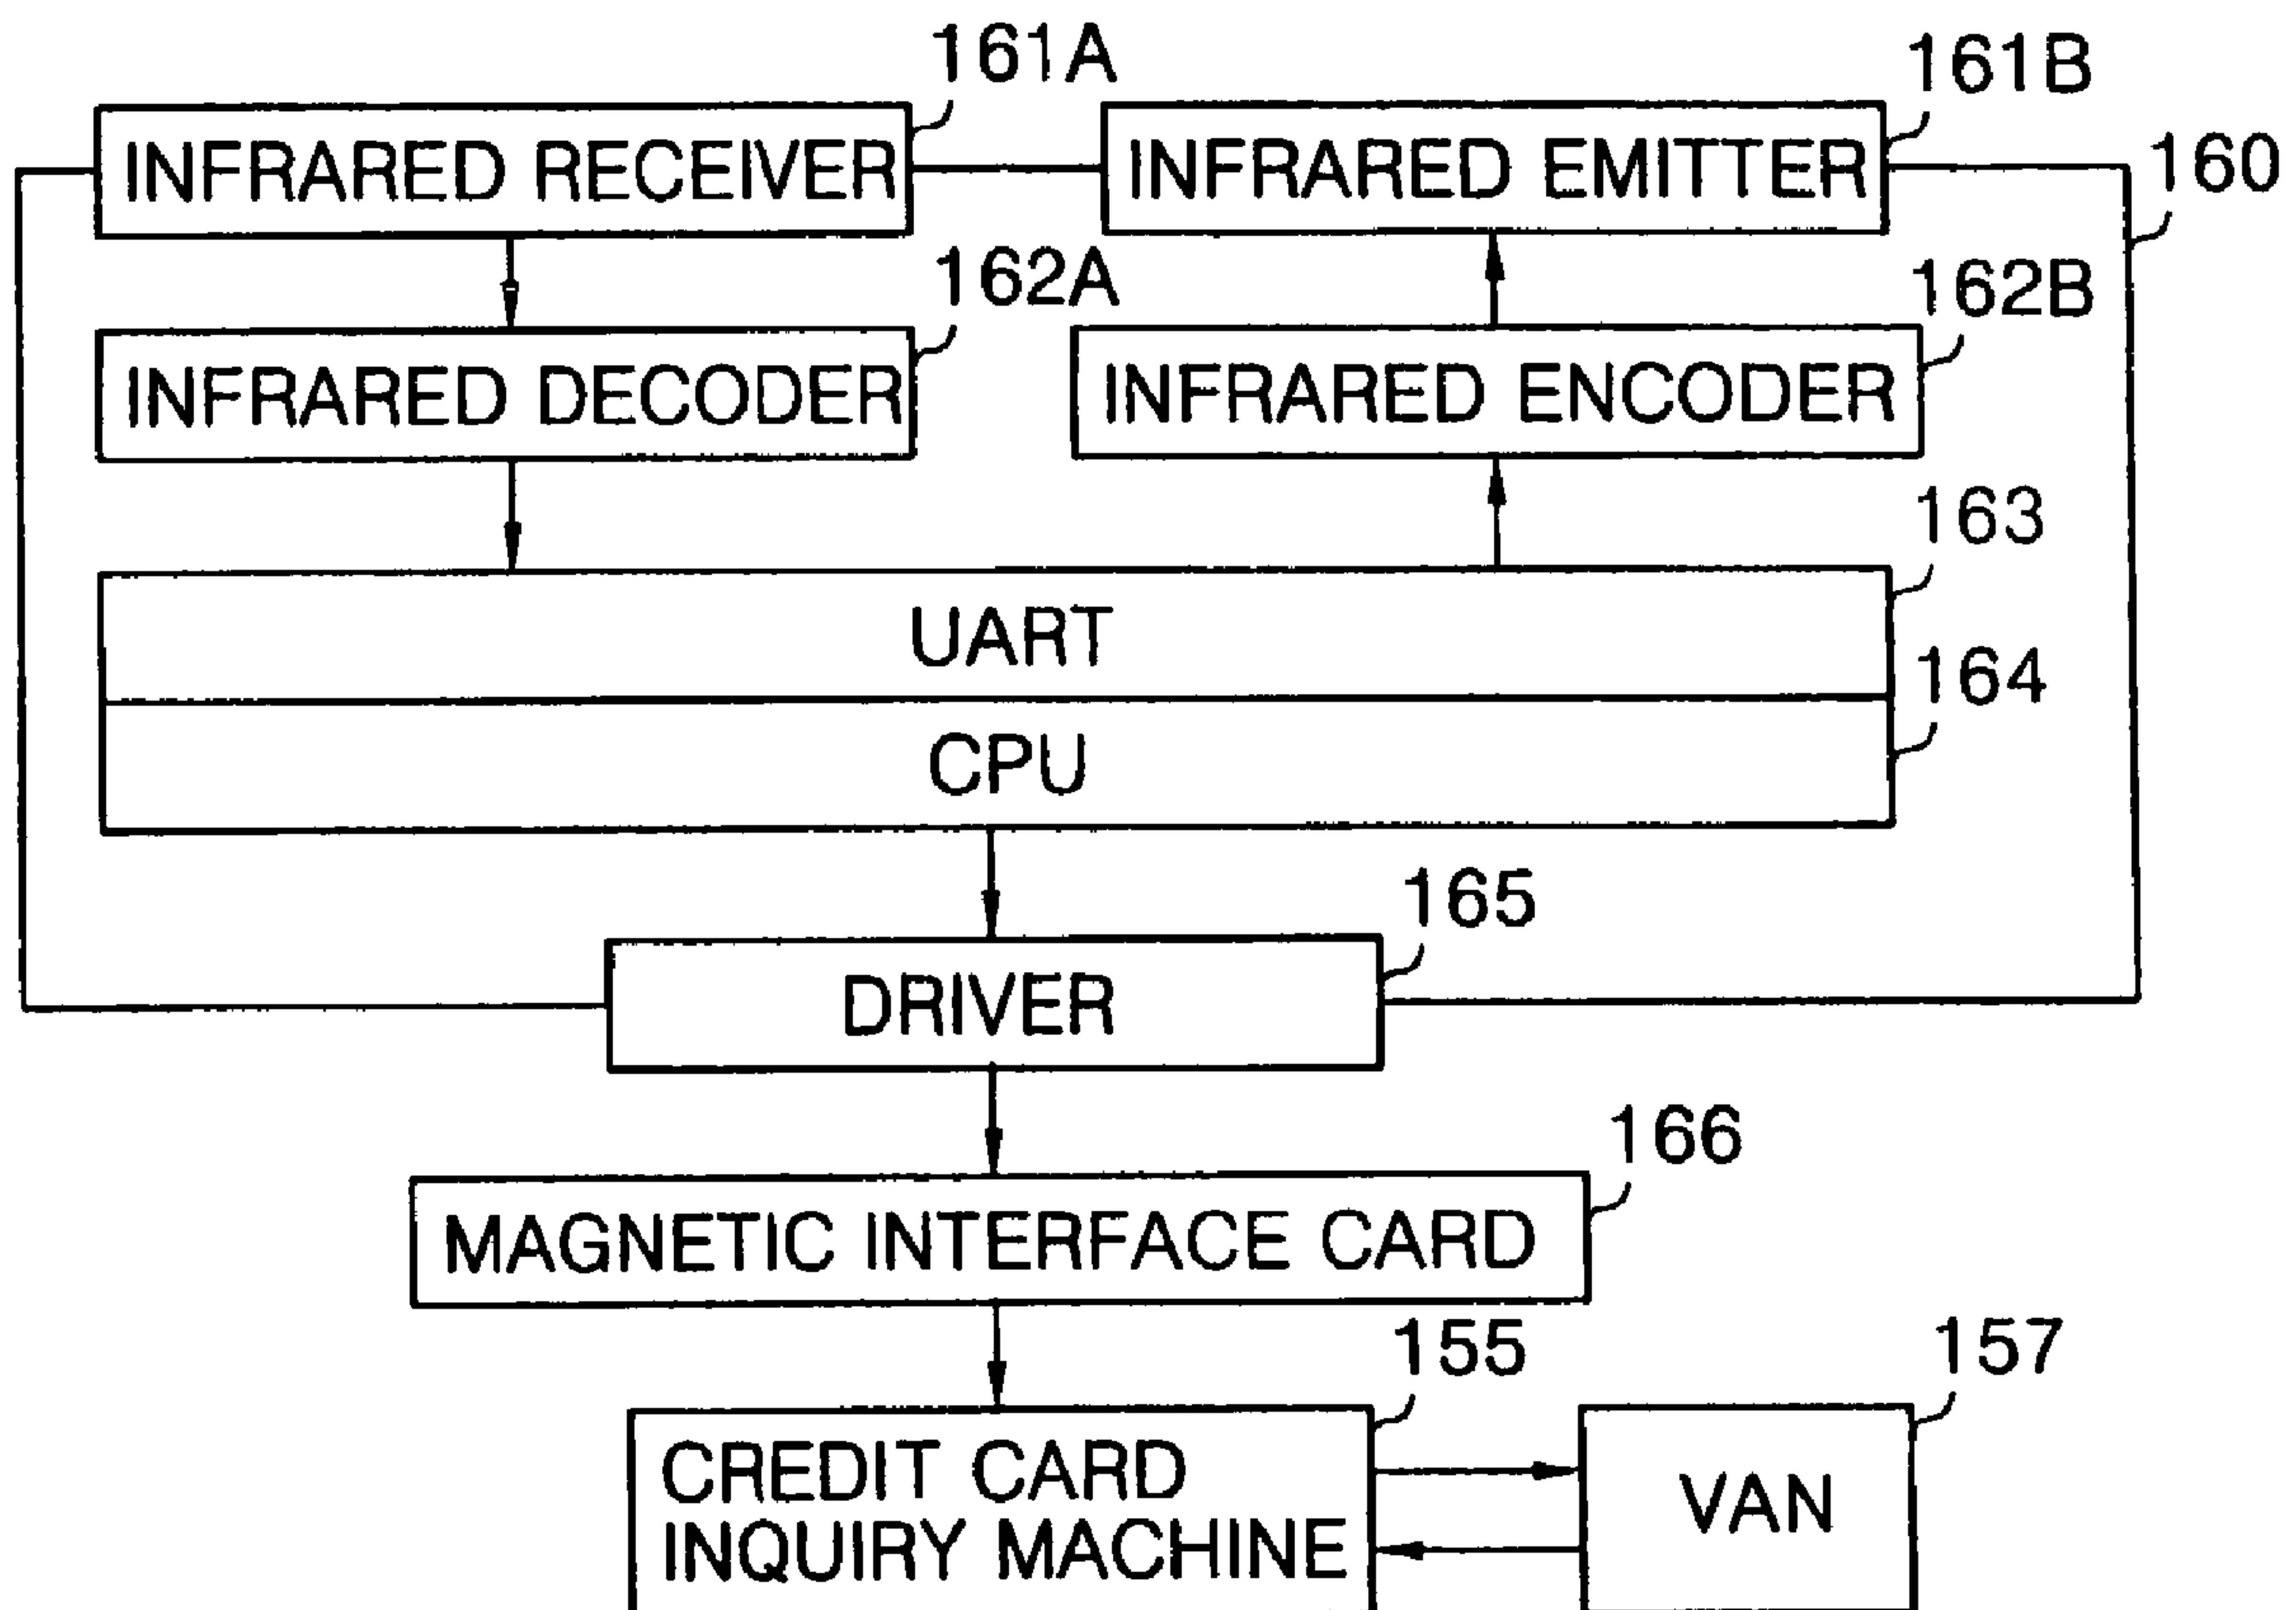 161A
161B
INFRARED RECEIVER
INFRARED EMITTER
160
162A
162B
INFRARED DECODER
INFRARED ENCODER
163
UART
164
CPU
165
DRIVER
166
MAGNETIC INTERFACE CARD
155
157
CREDIT CARD
INQUIRY MACHINE
VAN